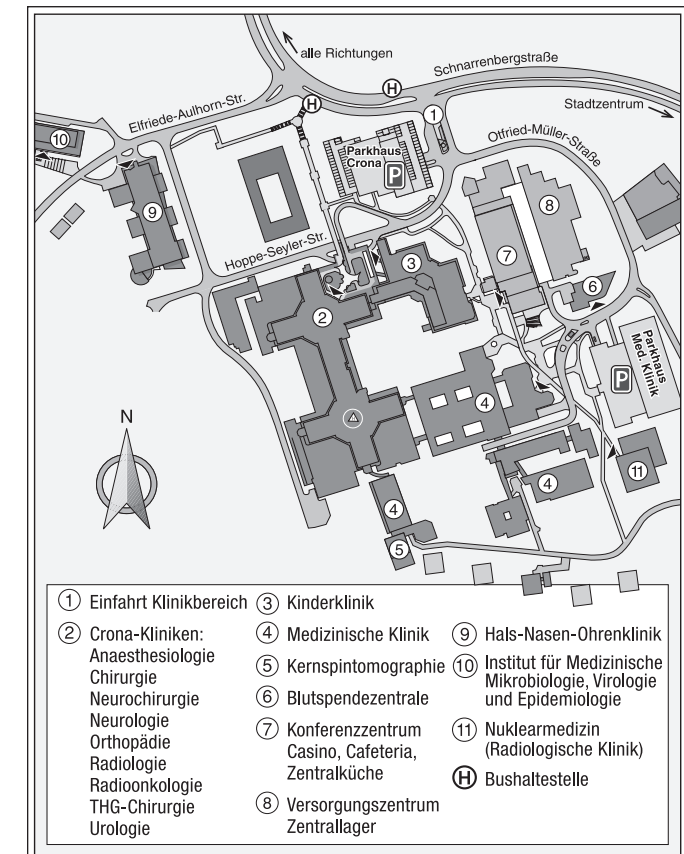 alle Richtungen
Schnarrenbergstraße
H
Stadtzentrum
Elfriede-Aulhorn-Str.
H
1
10
Parkhaus
Crona
P
Otfried-Müller-Straße
9
8
Hoppe-Seyler-Str.
3
7
6
2
Parkhaus
Med. Klinik
P
4
N
11
4
4
5
1 Einfahrt Klinikbereich
2 Crona-Kliniken:
Anaesthesiologie
Chirurgie
Neurochirurgie
Neurologie
Orthopädie
Radiologie
Radioonkologie
THG-Chirurgie
Urologie
3 Kinderklinik
4 Medizinische Klinik
5 Kernspintomographie
6 Blutspendezentrale
7 Konferenzzentrum
Casino, Cafeteria,
Zentralküche
8 Versorgungszentrum
Zentrallager
9 Hals-Nasen-Ohrenklinik
10 Institut für Medizinische
Mikrobiologie, Virologie
und Epidemiologie
11 Nuklearmedizin
(Radiologische Klinik)
H Bushaltestelle